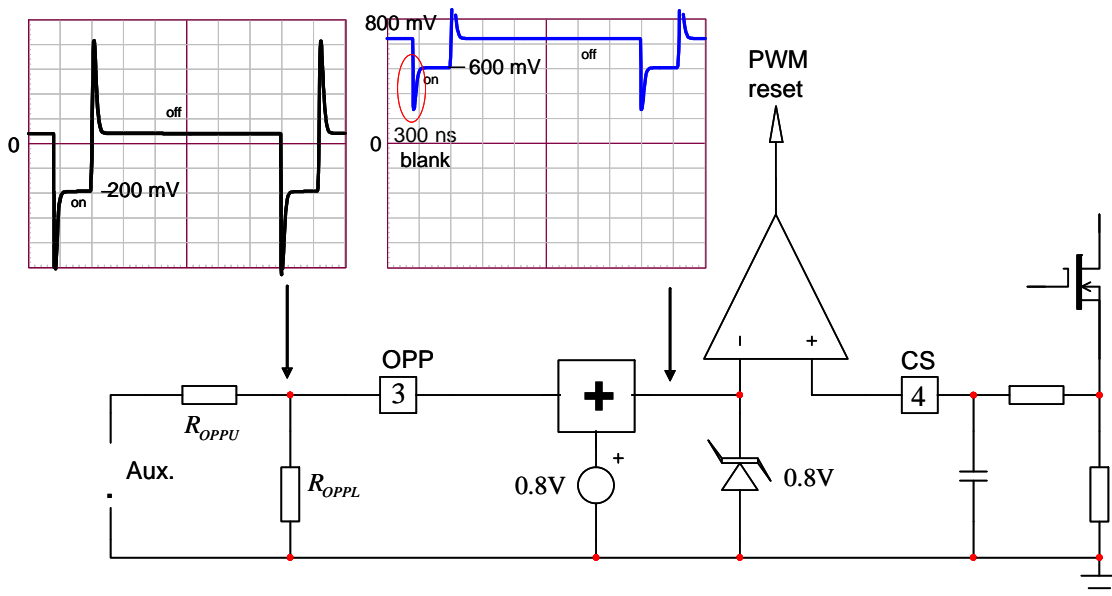 800 mV
off
0
on
-200 mV
off
600 mV
on
0
300 ns
blank
PWM
reset
OPP
3
+
CS
4
- +
R_OPPU
Aux.
R_OPPL
0.8V
+
0.8V